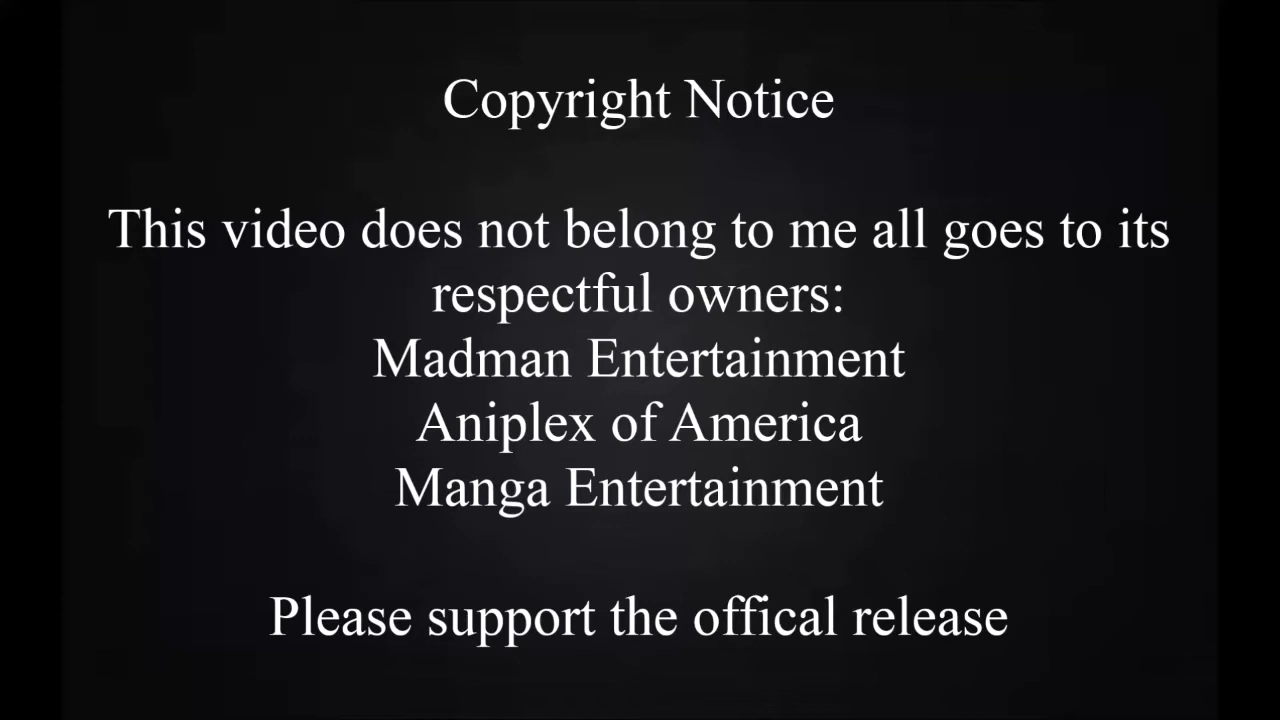 Copyright Notice
This video does not belong to me all goes to its
respectful owners:
Madman Entertainment
Aniplex of America
Manga Entertainment
Please support the offical release